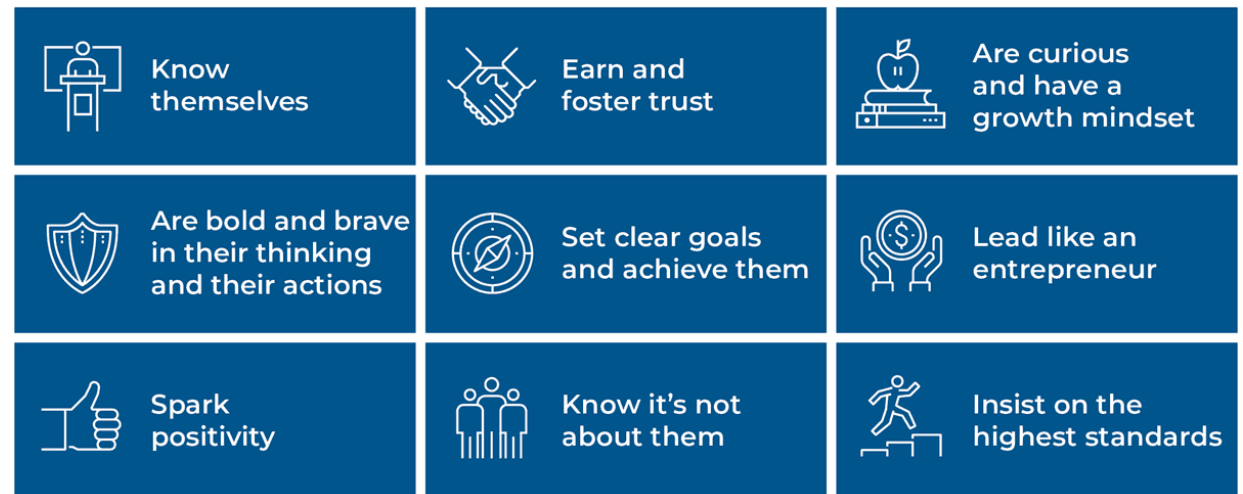 Know
themselves
Earn and
foster trust
Are curious
and have a
growth mindset
Are bold and brave
in their thinking
and their actions
Set clear goals
and achieve them
Lead like an
entrepreneur
Spark
positivity
Know it’s not
about them
Insist on the
highest standards